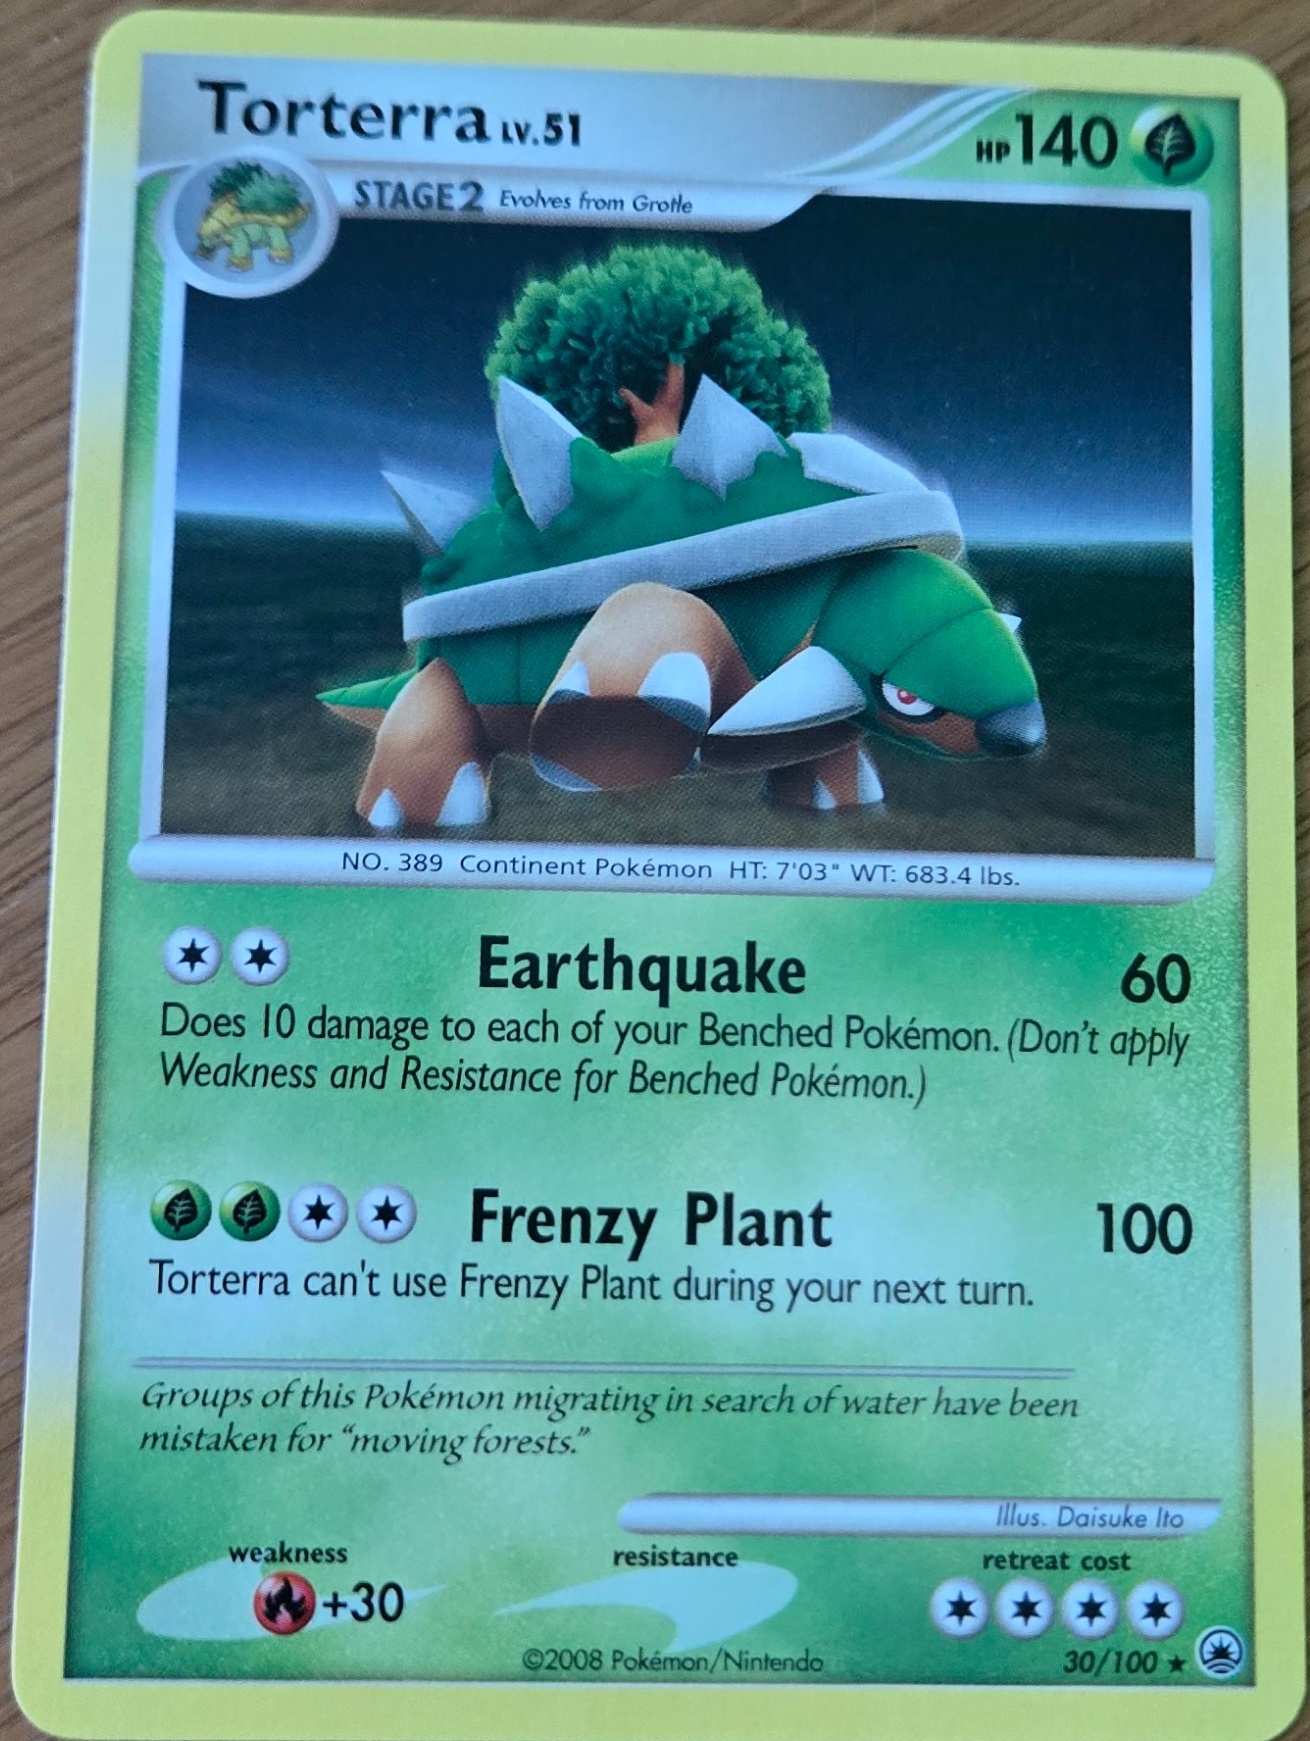 Torterra LV.51
HP 140
STAGE 2 Evolves from Grotle
NO. 389 Continent Pokémon HT: 7'03" WT: 683.4 lbs.
Earthquake 60
Does 10 damage to each of your Benched Pokémon. (Don't apply
Weakness and Resistance for Benched Pokémon.)
Frenzy Plant 100
Torterra can't use Frenzy Plant during your next turn.
Groups of this Pokémon migrating in search of water have been
mistaken for “moving forests.”
Illus. Daisuke Ito
weakness resistance retreat cost
+30
©2008 Pokémon/Nintendo 30/100 ★